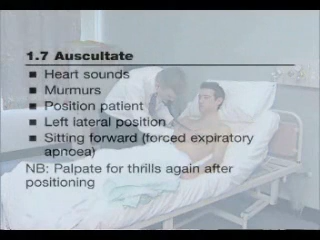 1.7 Auscultate
■ Heart sounds
■ Murmurs
■ Position patient
■ Left lateral position
■ Sitting forward (forced expiratory
apnoea)
NB: Palpate for thrills again after
positioning